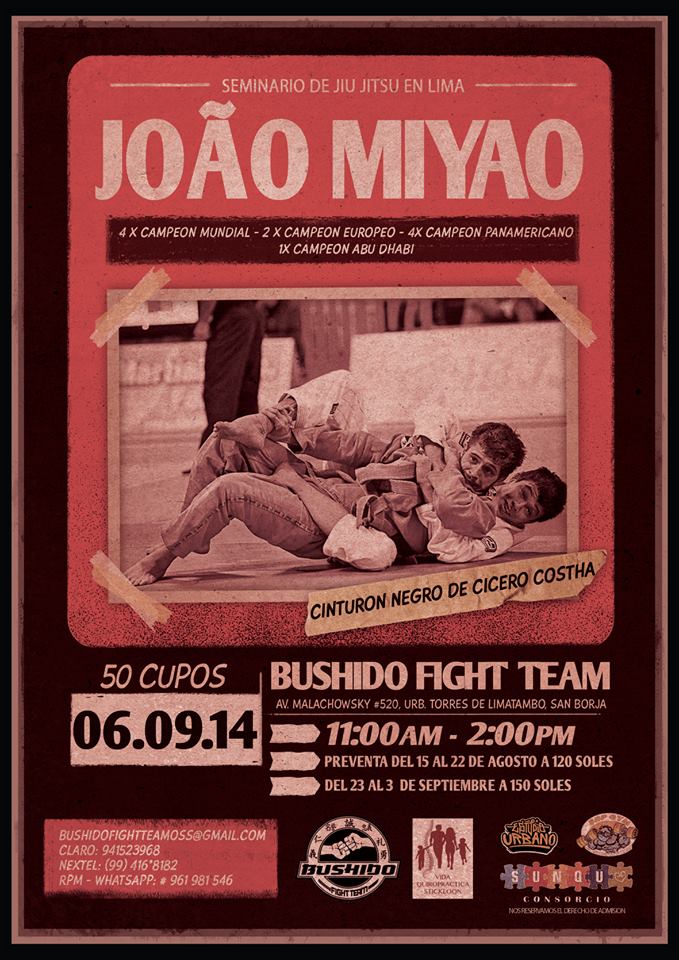 SEMINARIO DE JIU JITSU EN LIMA
JOÃO MIYAO
4 X CAMPEON MUNDIAL - 2 X CAMPEON EUROPEO - 4X CAMPEON PANAMERICANO
1X CAMPEON ABU DHABI
CINTURON NEGRO DE CICERO COSTHA
50 CUPOS
06.09.14
BUSHIDO FIGHT TEAM
AV. MALACHOWSKY #520, URB. TORRES DE LIMATAMBO, SAN BORJA
11:00AM - 2:00PM
PREVENTA DEL 15 AL 22 DE AGOSTO A 120 SOLES
DEL 23 AL 3 DE SEPTIEMBRE A 150 SOLES
BUSHIDOFIGHTTEAMOSS@GMAIL.COM
CLARO: 941523968
NEXTEL: (99) 416*8182
RPM - WHATSAPP: # 961 981 546
BUSHIDO
FIGHT TEAM
VIDA
QUIROPRACTICA
-STICKLOON-
ESTUDIO
URBANO
SUNQU
CONSORCIO
NOS RESERVAMOS EL DERECHO DE ADMISION